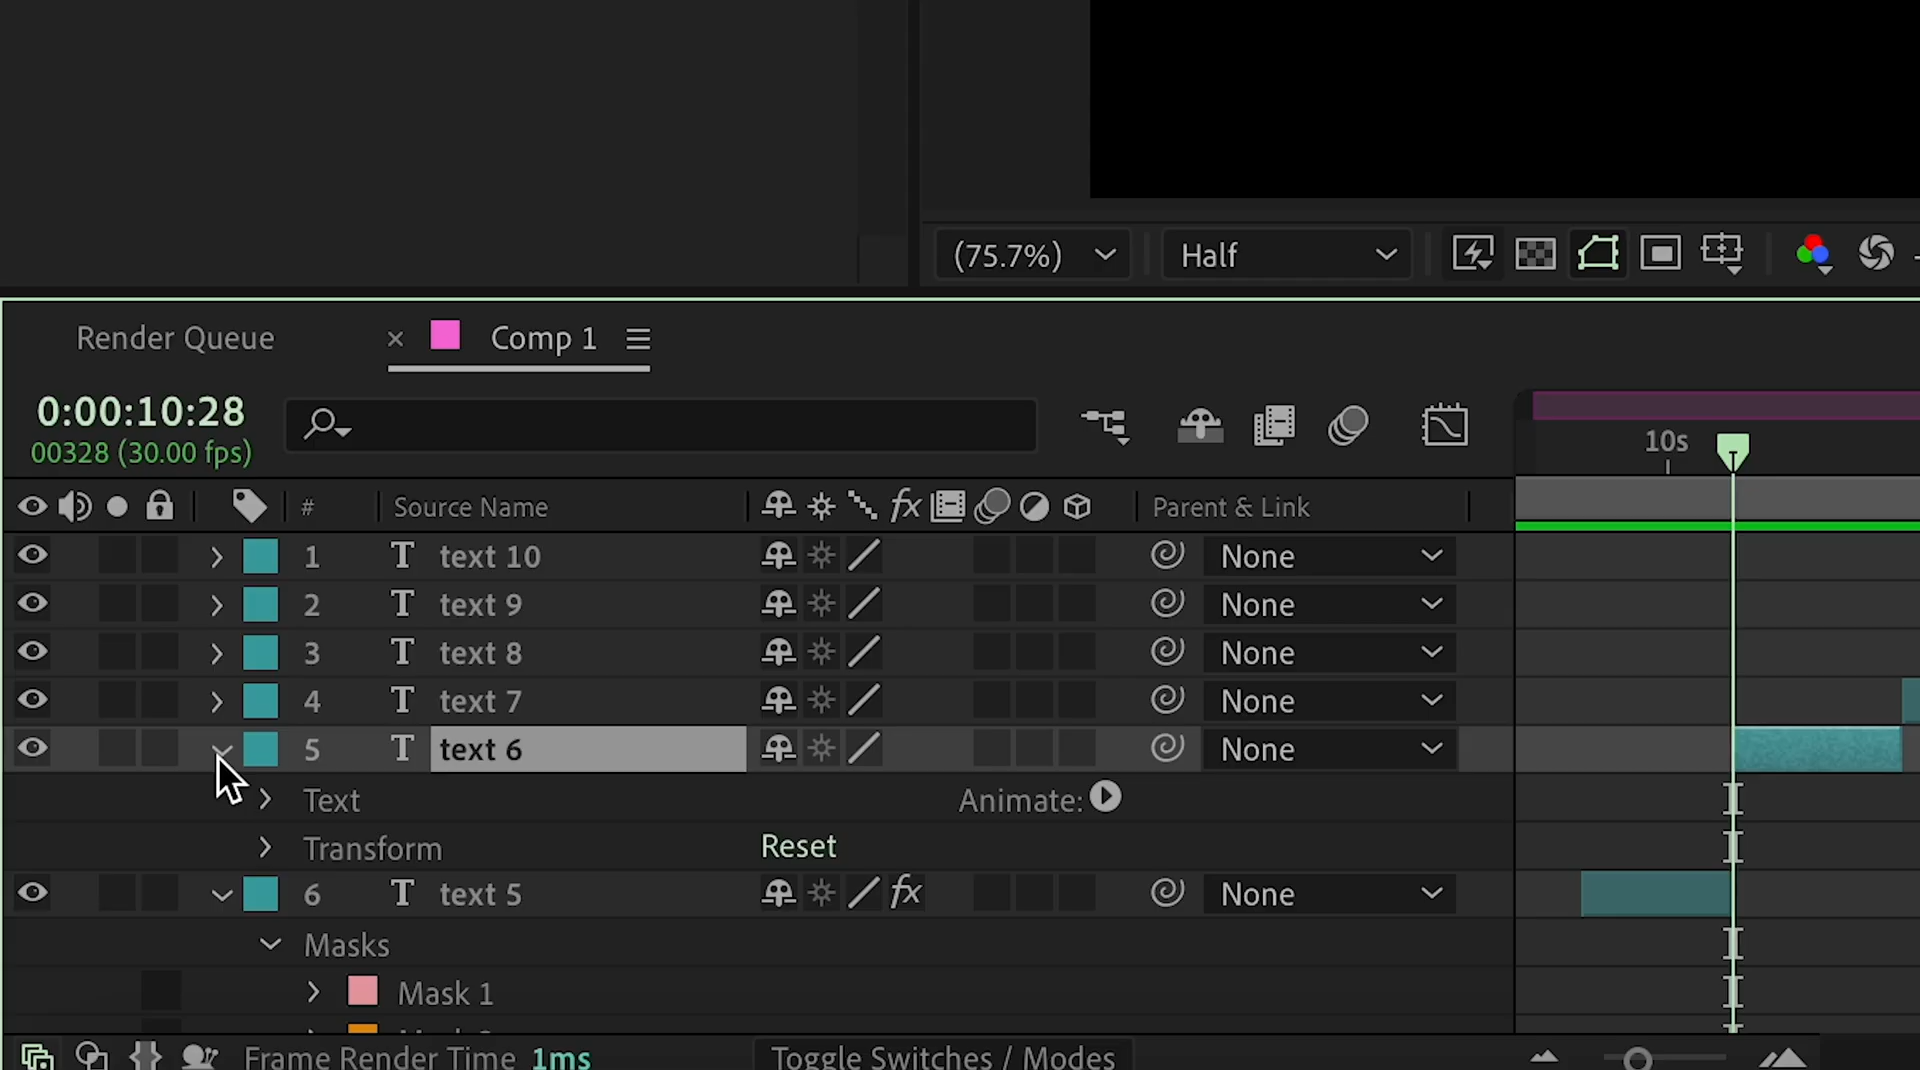 (75.7%) Half
Render Queue × Comp 1
0:00:10:28
00328 (30.00 fps)
10s
# Source Name fx Parent & Link
1 T text 10 None
2 T text 9 None
3 T text 8 None
4 T text 7 None
5 T text 6 None
Text Animate:
Transform Reset
6 T text 5 fx None
Masks
Mask 1
Frame Render Time 1ms Toggle Switches / Modes